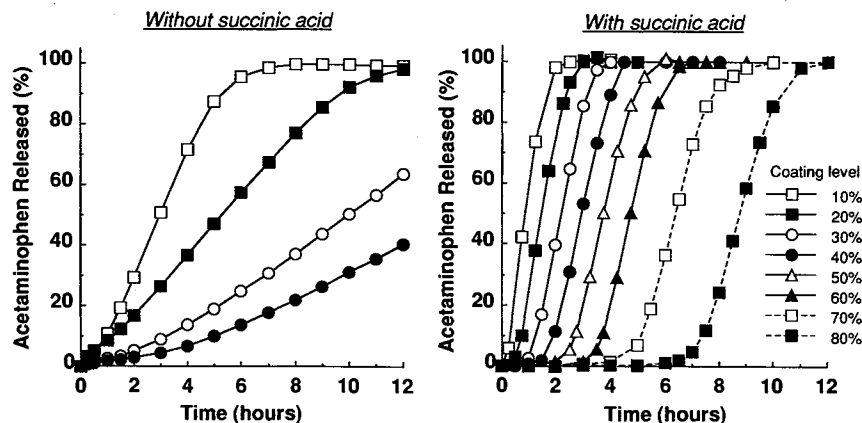 Without succinic acid
Acetaminophen Released (%)
100
80
60
40
20
0
0 2 4 6 8 10 12
Time (hours)
With succinic acid
Acetaminophen Released (%)
100
80
60
40
20
0
0 2 4 6 8 10 12
Time (hours)
Coating level
10%
20%
30%
40%
50%
60%
70%
80%